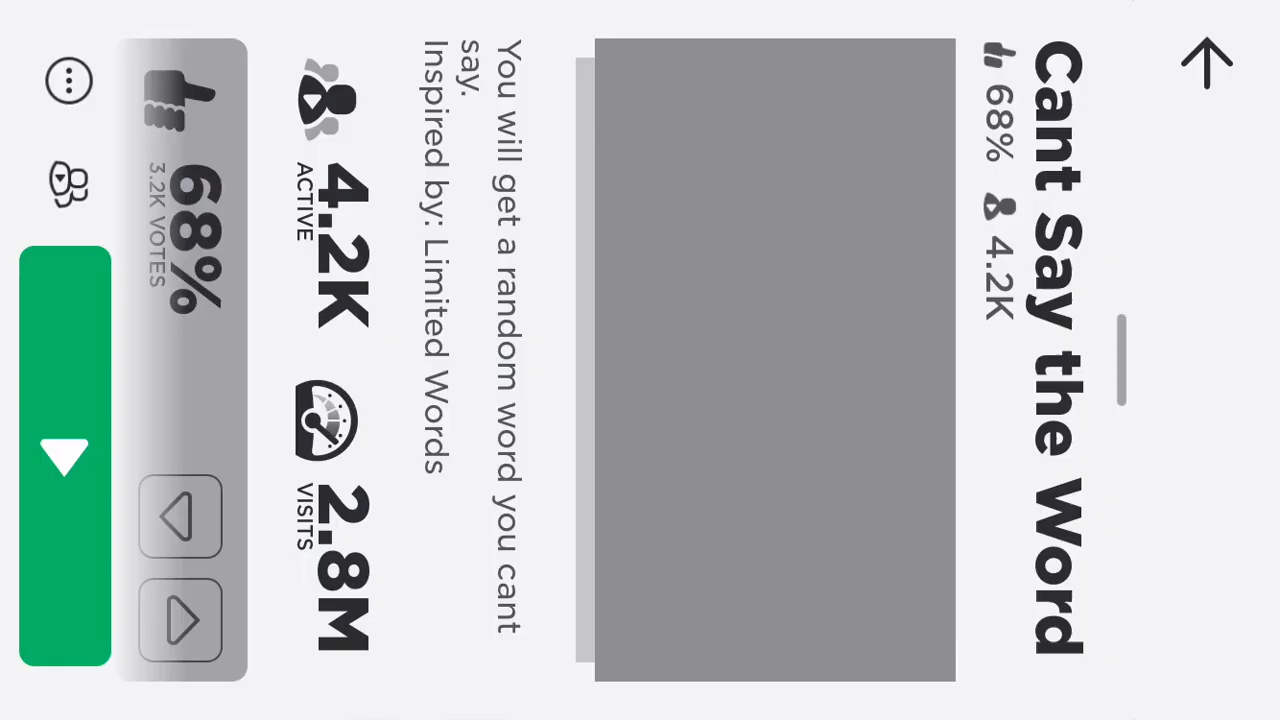 Cant Say the Word
68% 4.2K
You will get a random word you cant
say.
Inspired by: Limited Words
4.2K
ACTIVE
2.8M
VISITS
68%
3.2K VOTES